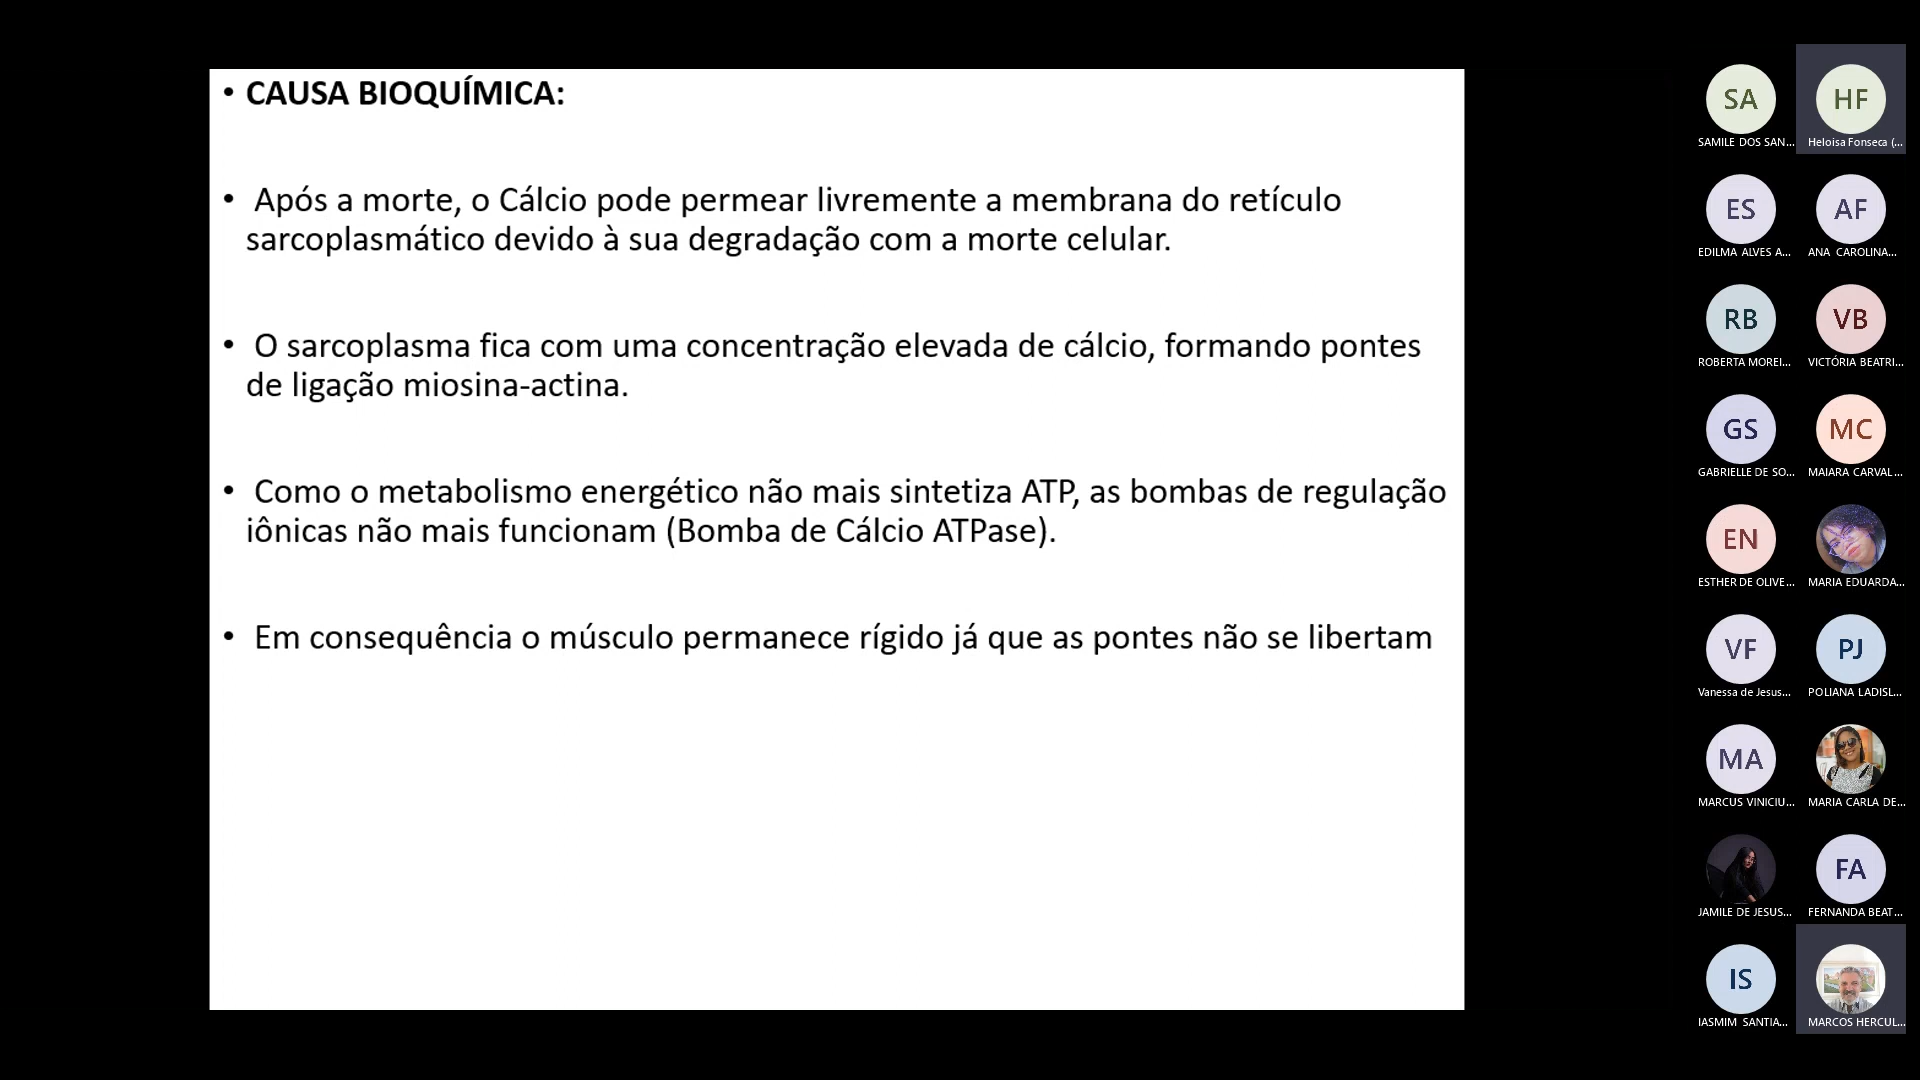 • CAUSA BIOQUÍMICA:
• Após a morte, o Cálcio pode permear livremente a membrana do retículo
sarcoplasmático devido à sua degradação com a morte celular.
• O sarcoplasma fica com uma concentração elevada de cálcio, formando pontes
de ligação miosina-actina.
• Como o metabolismo energético não mais sintetiza ATP, as bombas de regulação
iônicas não mais funcionam (Bomba de Cálcio ATPase).
• Em consequência o músculo permanece rígido já que as pontes não se libertam
SA
SAMILE DOS SAN...
HF
Heloisa Fonseca (...
ES
EDILMA ALVES A...
AF
ANA CAROLINA...
RB
ROBERTA MOREI...
VB
VICTÓRIA BEATRI...
GS
GABRIELLE DE SO...
MC
MAIARA CARVAL...
EN
ESTHER DE OLIVE...
MARIA EDUARDA...
VF
Vanessa de Jesus...
PJ
POLIANA LADISL...
MA
MARCUS VINICIU...
MARIA CARLA DE...
JAMILE DE JESUS...
FA
FERNANDA BEAT...
IS
IASMIM SANTIA...
MARCOS HERCUL...